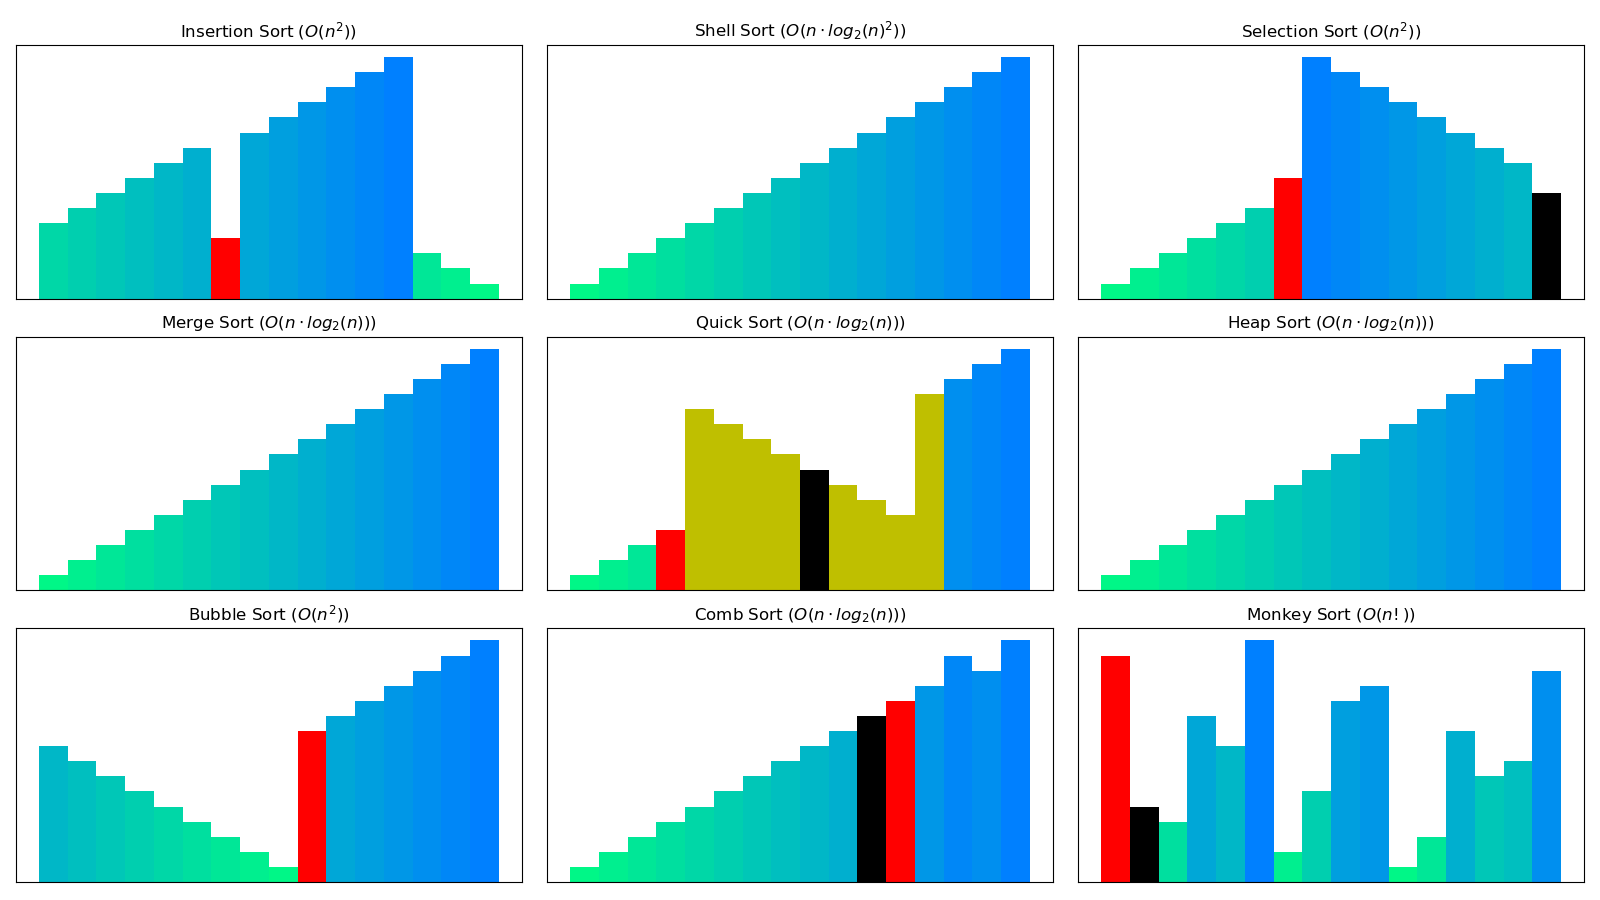 Insertion Sort (O(n²))
Shell Sort (O(n · log₂(n)²))
Selection Sort (O(n²))
Merge Sort (O(n · log₂(n)))
Quick Sort (O(n · log₂(n)))
Heap Sort (O(n · log₂(n)))
Bubble Sort (O(n²))
Comb Sort (O(n · log₂(n)))
Monkey Sort (O(n!))